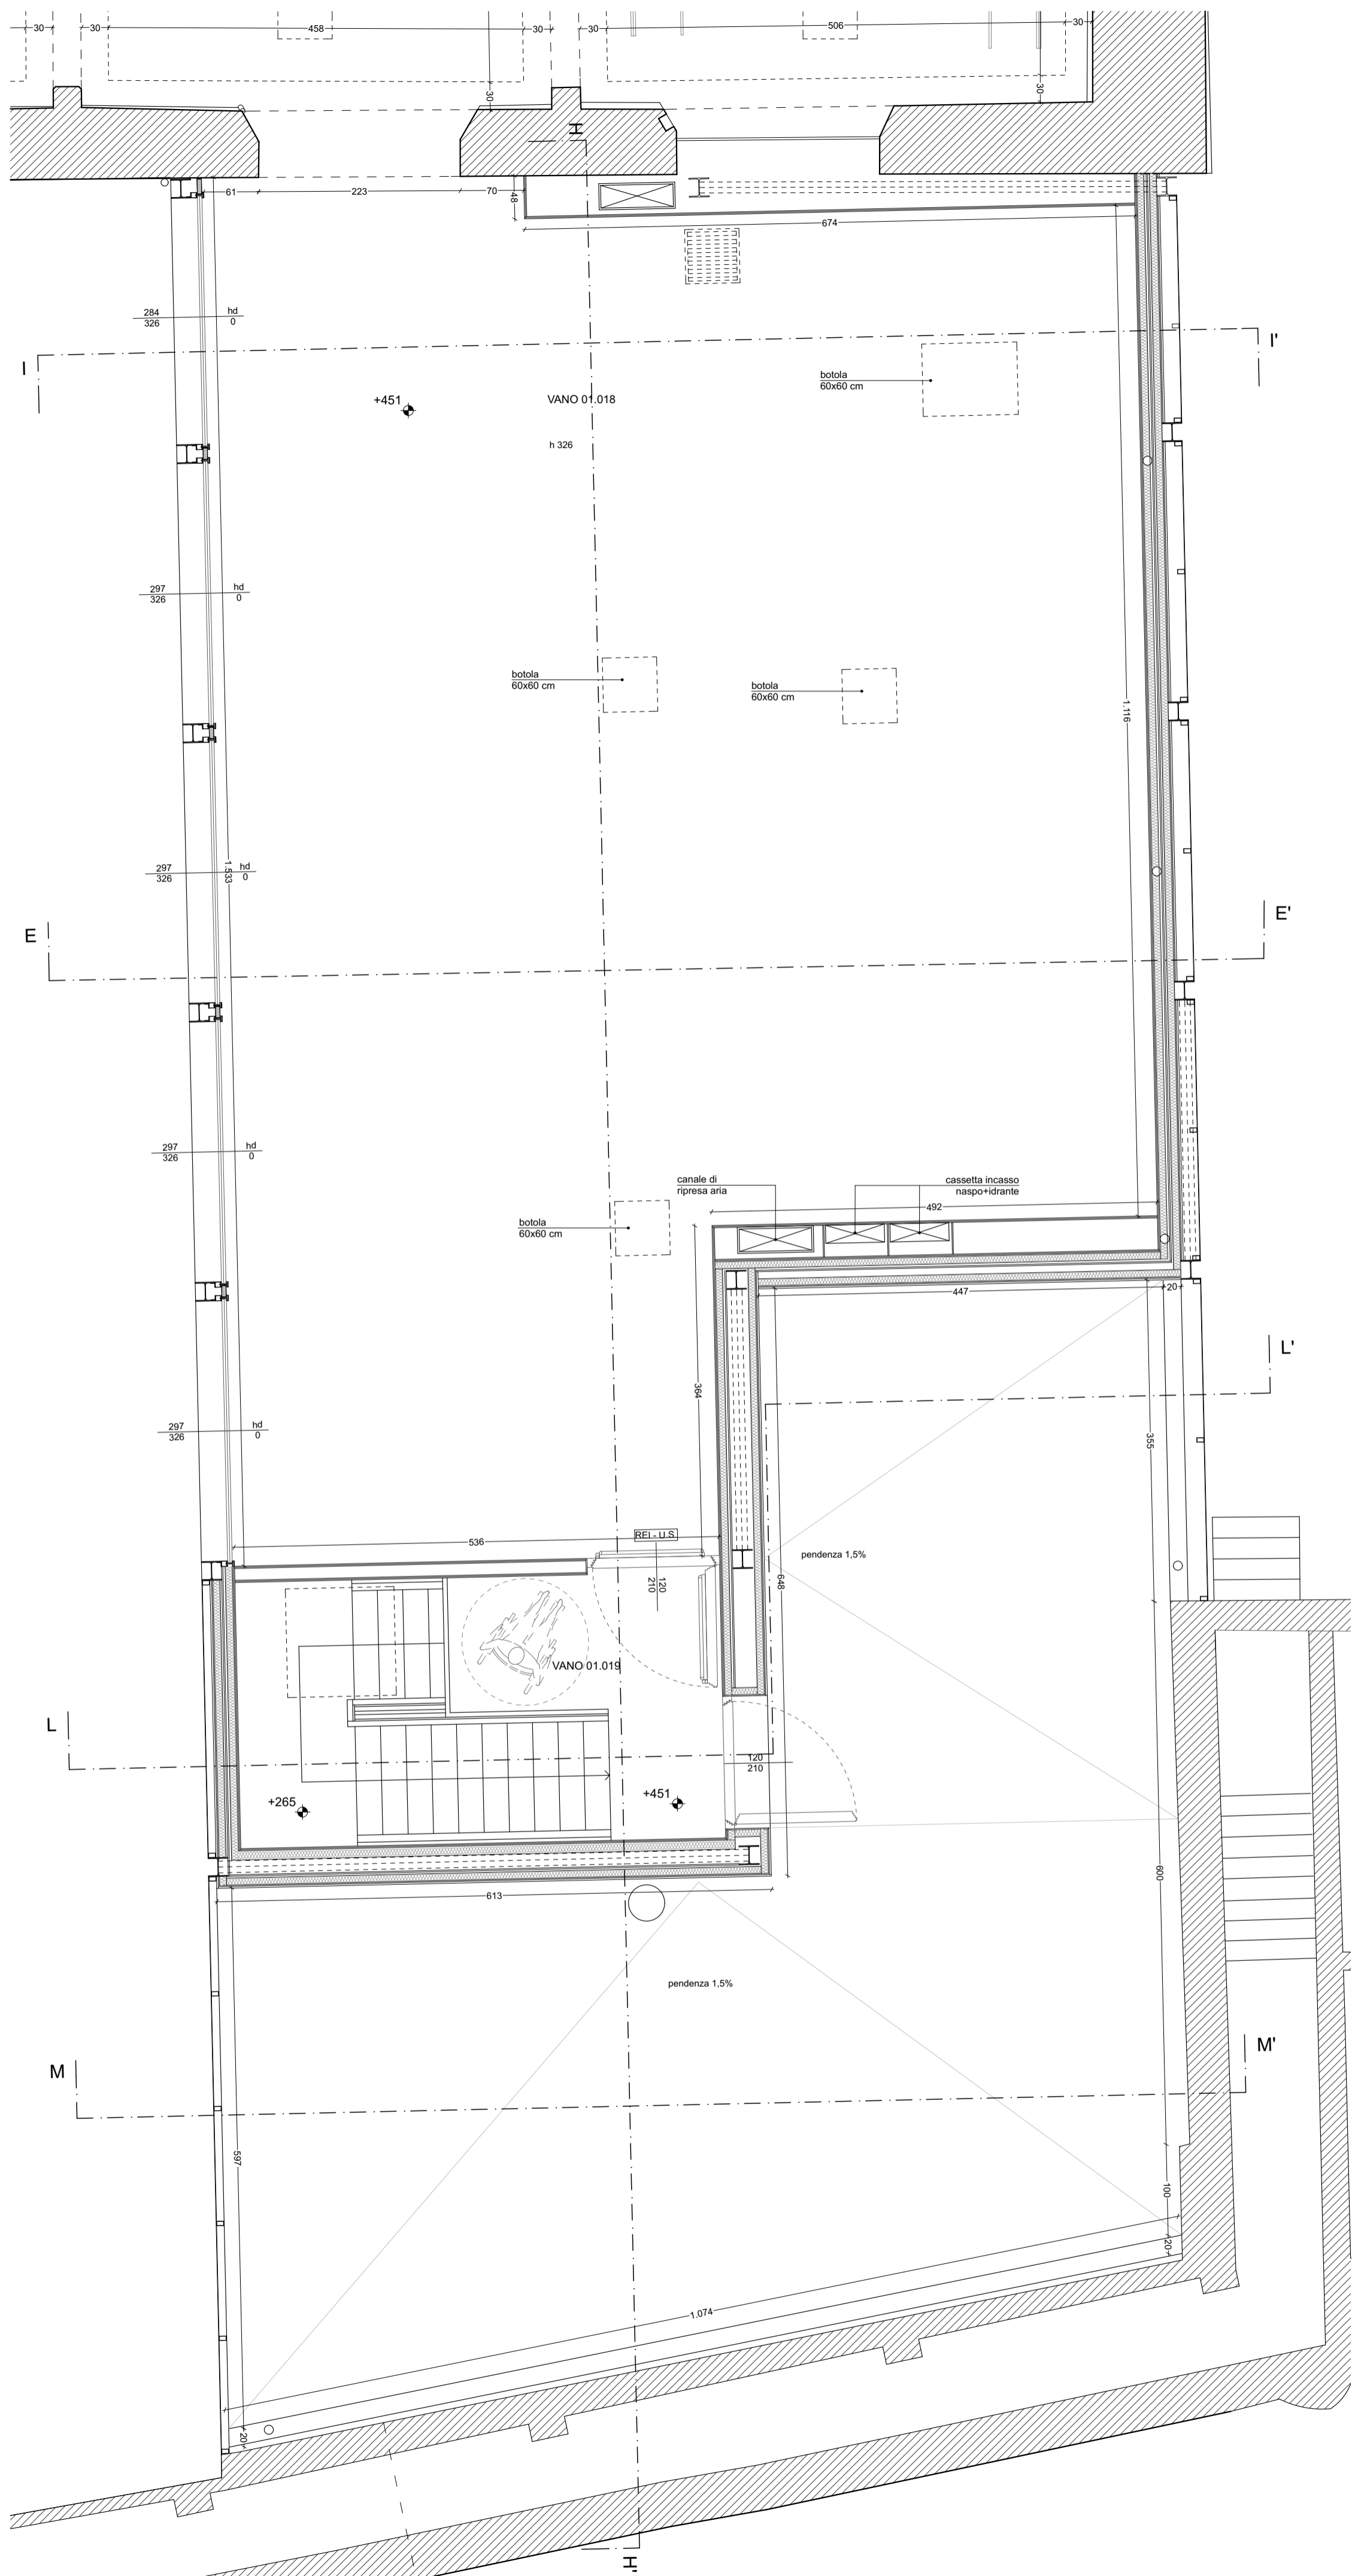 30
30
458
30
30
506
30
30
30
H
61
223
70
48
674
284
326
hd
0
I
I'
botola
60x60 cm
+451
VANO 01.018
h 326
297
326
hd
0
botola
60x60 cm
botola
60x60 cm
1.116
297
326
1.533
hd
0
E
E'
297
326
hd
0
canale di
ripresa aria
cassetta incasso
naspo+idrante
492
botola
60x60 cm
447
20
L'
364
297
326
hd
0
355
536
REI - U.S.
120
210
pendenza 1,5%
648
VANO 01.019
L
120
210
+265
+451
600
613
pendenza 1,5%
M
M'
597
100
20
1.074
20
H'